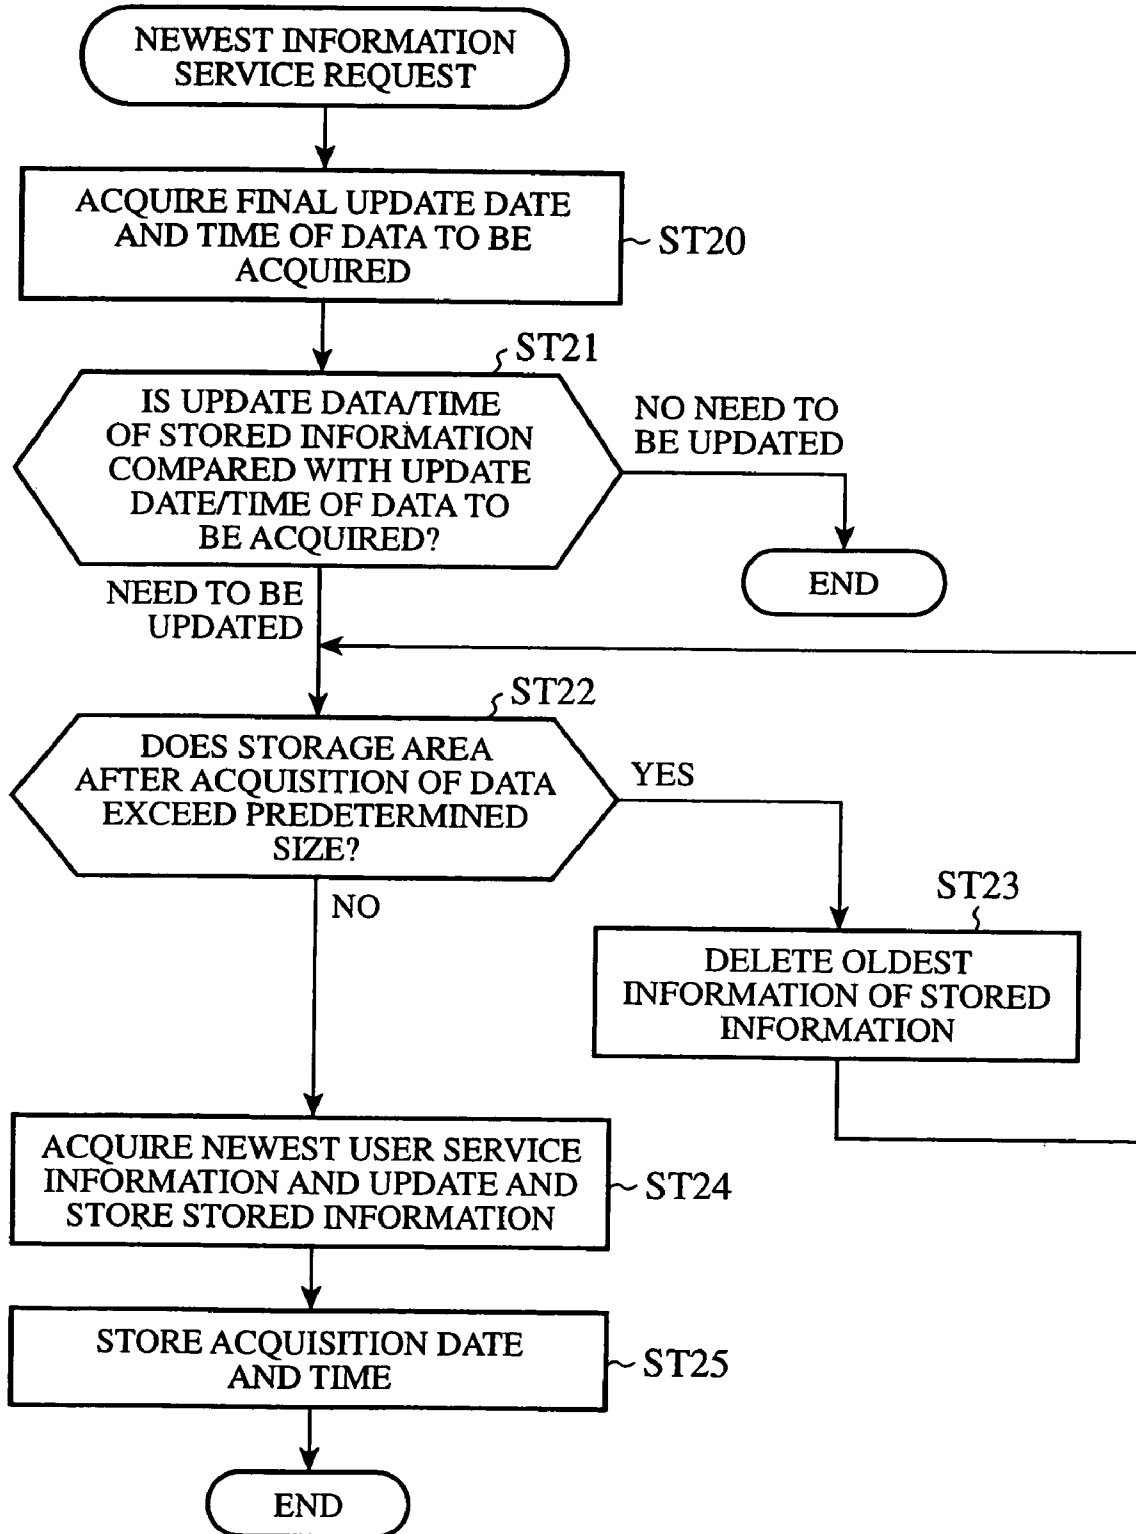 NEWEST INFORMATION
SERVICE REQUEST
ACQUIRE FINAL UPDATE DATE
AND TIME OF DATA TO BE
ACQUIRED
ST20
ST21
IS UPDATE DATA/TIME
OF STORED INFORMATION
COMPARED WITH UPDATE
DATE/TIME OF DATA TO
BE ACQUIRED?
NO NEED TO
BE UPDATED
END
NEED TO BE
UPDATED
ST22
DOES STORAGE AREA
AFTER ACQUISITION OF DATA
EXCEED PREDETERMINED
SIZE?
YES
NO
ST23
DELETE OLDEST
INFORMATION OF STORED
INFORMATION
ACQUIRE NEWEST USER SERVICE
INFORMATION AND UPDATE AND
STORE STORED INFORMATION
ST24
STORE ACQUISITION DATE
AND TIME
ST25
END